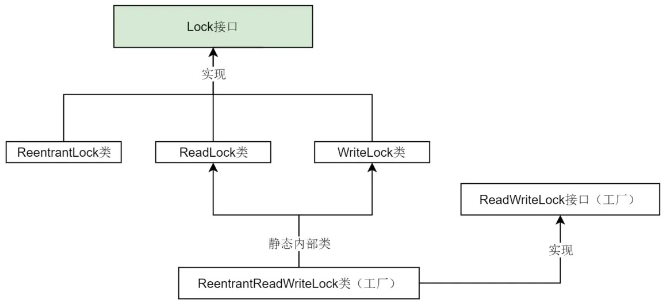 Lock接口
实现
ReentrantLock类
ReadLock类
WriteLock类
ReadWriteLock接口（工厂）
静态内部类
实现
ReentrantReadWriteLock类（工厂）